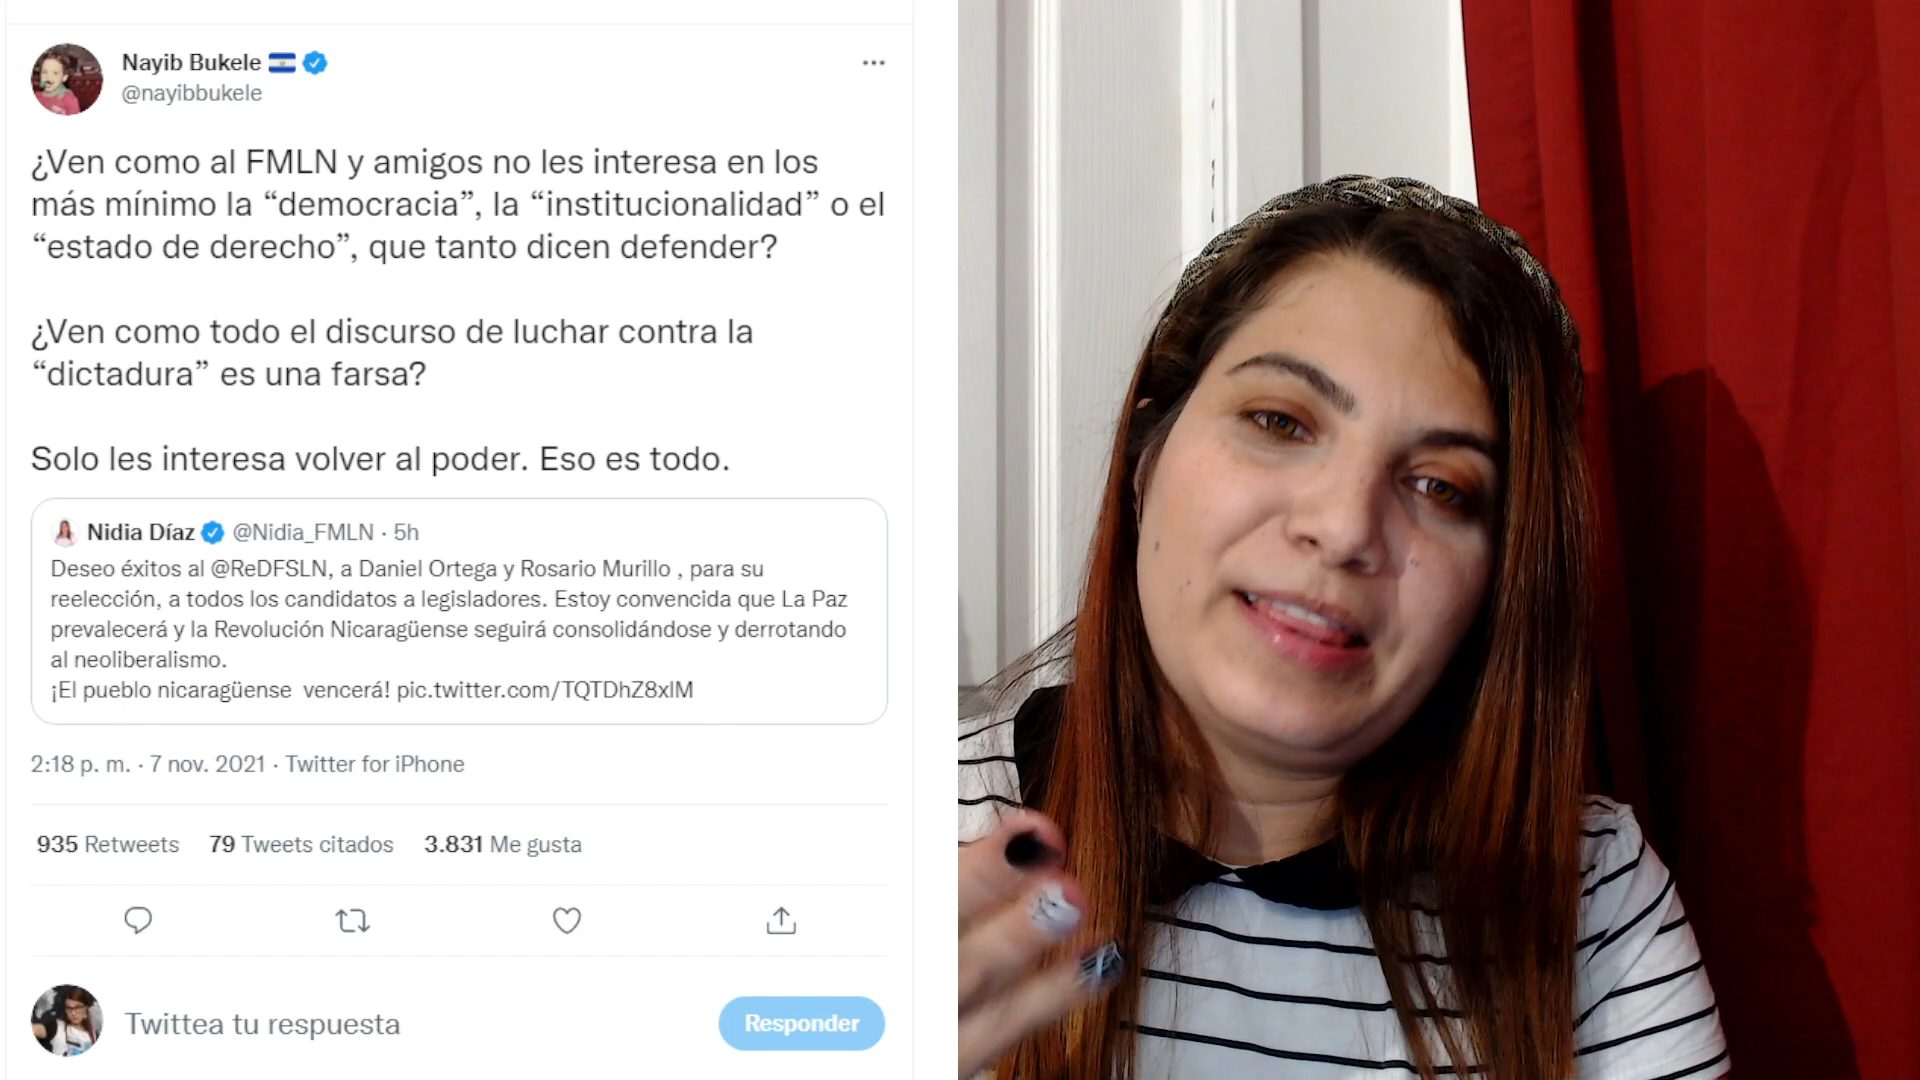 Nayib Bukele
@nayibbukele
¿Ven como al FMLN y amigos no les interesa en los
más mínimo la “democracia”, la “institucionalidad” o el
“estado de derecho”, que tanto dicen defender?
¿Ven como todo el discurso de luchar contra la
“dictadura” es una farsa?
Solo les interesa volver al poder. Eso es todo.
Nidia Díaz @Nidia_FMLN · 5h
Deseo éxitos al @ReDFSLN, a Daniel Ortega y Rosario Murillo , para su
reelección, a todos los candidatos a legisladores. Estoy convencida que La Paz
prevalecerá y la Revolución Nicaragüense seguirá consolidándose y derrotando
al neoliberalismo.
¡El pueblo nicaragüense vencerá! pic.twitter.com/TQTDhZ8xlM
2:18 p. m. · 7 nov. 2021 · Twitter for iPhone
935 Retweets 79 Tweets citados 3.831 Me gusta
Twittea tu respuesta
Responder